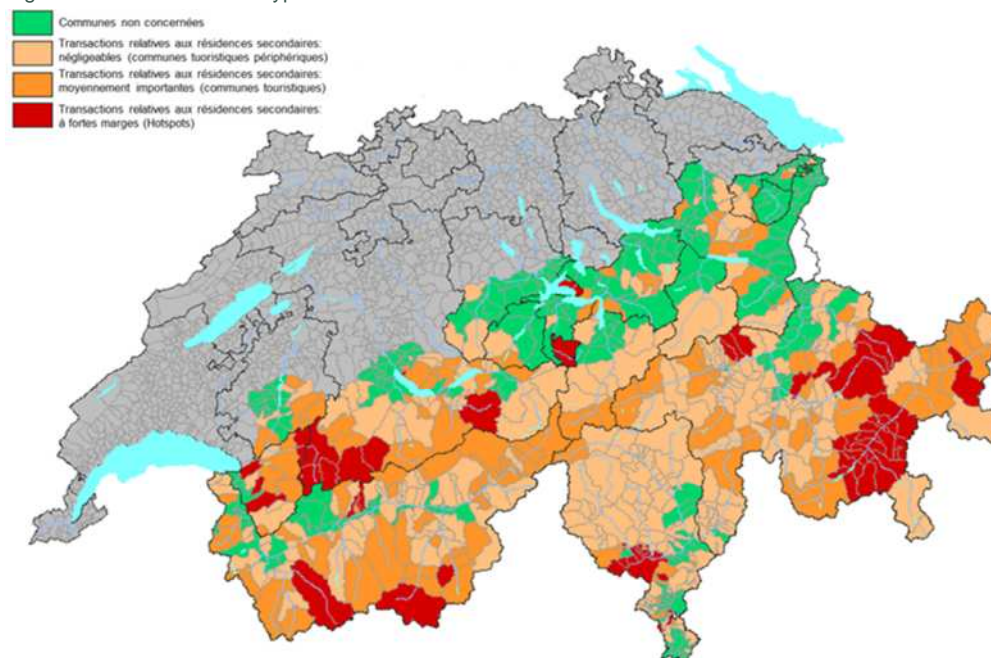 Communes non concernées
Transactions relatives aux résidences secondaires:
négligeables (communes tuoristiques périphériques)
Transactions relatives aux résidences secondaires:
moyennement importantes (communes touristiques)
Transactions relatives aux résidences secondaires:
à fortes marges (Hotspots)